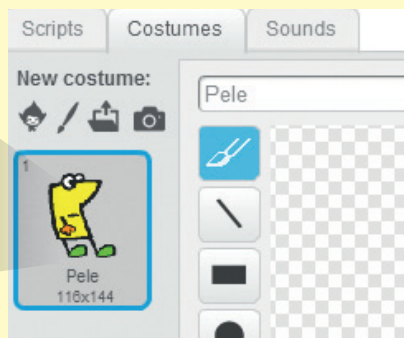 Scripts Costumes Sounds
New costume:
Pele
1
Pele
116x144